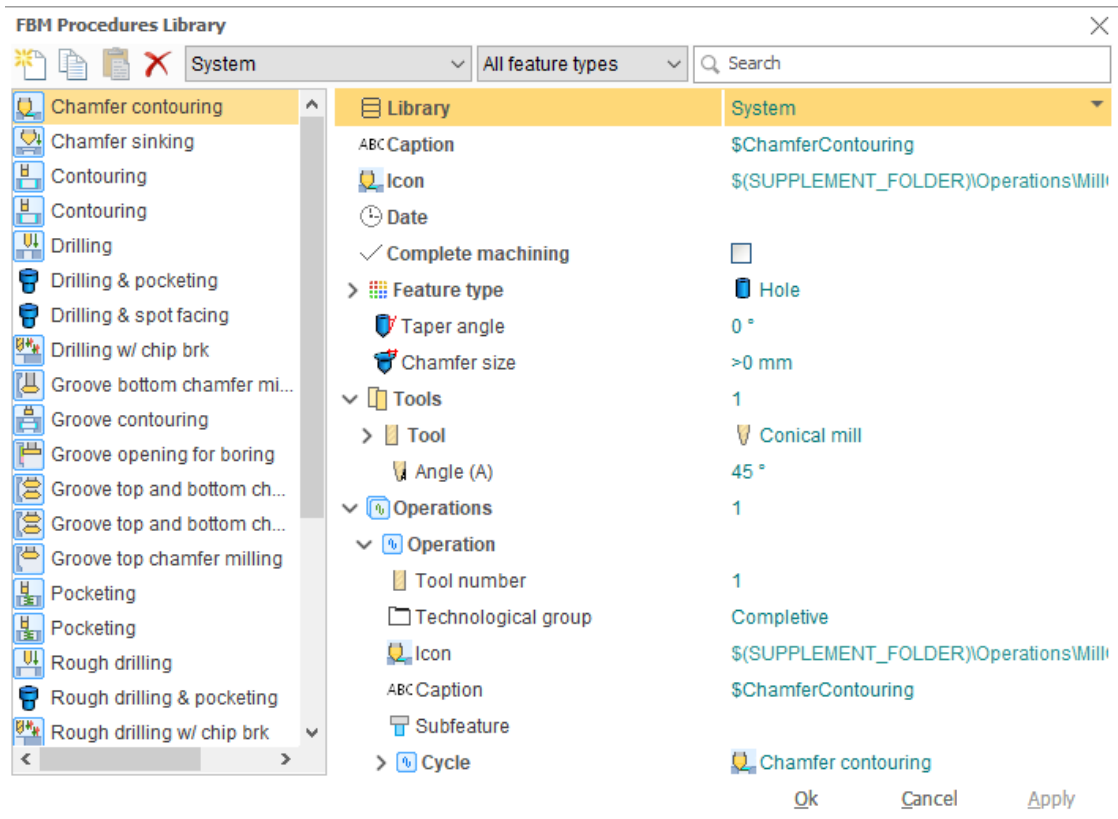 FBM Procedures Library
System
All feature types
Search
Chamfer contouring
Chamfer sinking
Contouring
Contouring
Drilling
Drilling & pocketing
Drilling & spot facing
Drilling w/ chip brk
Groove bottom chamfer mi...
Groove contouring
Groove opening for boring
Groove top and bottom ch...
Groove top and bottom ch...
Groove top chamfer milling
Pocketing
Pocketing
Rough drilling
Rough drilling & pocketing
Rough drilling w/ chip brk
Library System
ABC Caption $ChamferContouring
Icon $(SUPPLEMENT_FOLDER)\Operations\Mill
Date
Complete machining
Feature type Hole
Taper angle 0 °
Chamfer size >0 mm
Tools 1
Tool Conical mill
Angle (A) 45 °
Operations 1
Operation
Tool number 1
Technological group Completive
Icon $(SUPPLEMENT_FOLDER)\Operations\Mill
ABC Caption $ChamferContouring
Subfeature
Cycle Chamfer contouring
Ok Cancel Apply